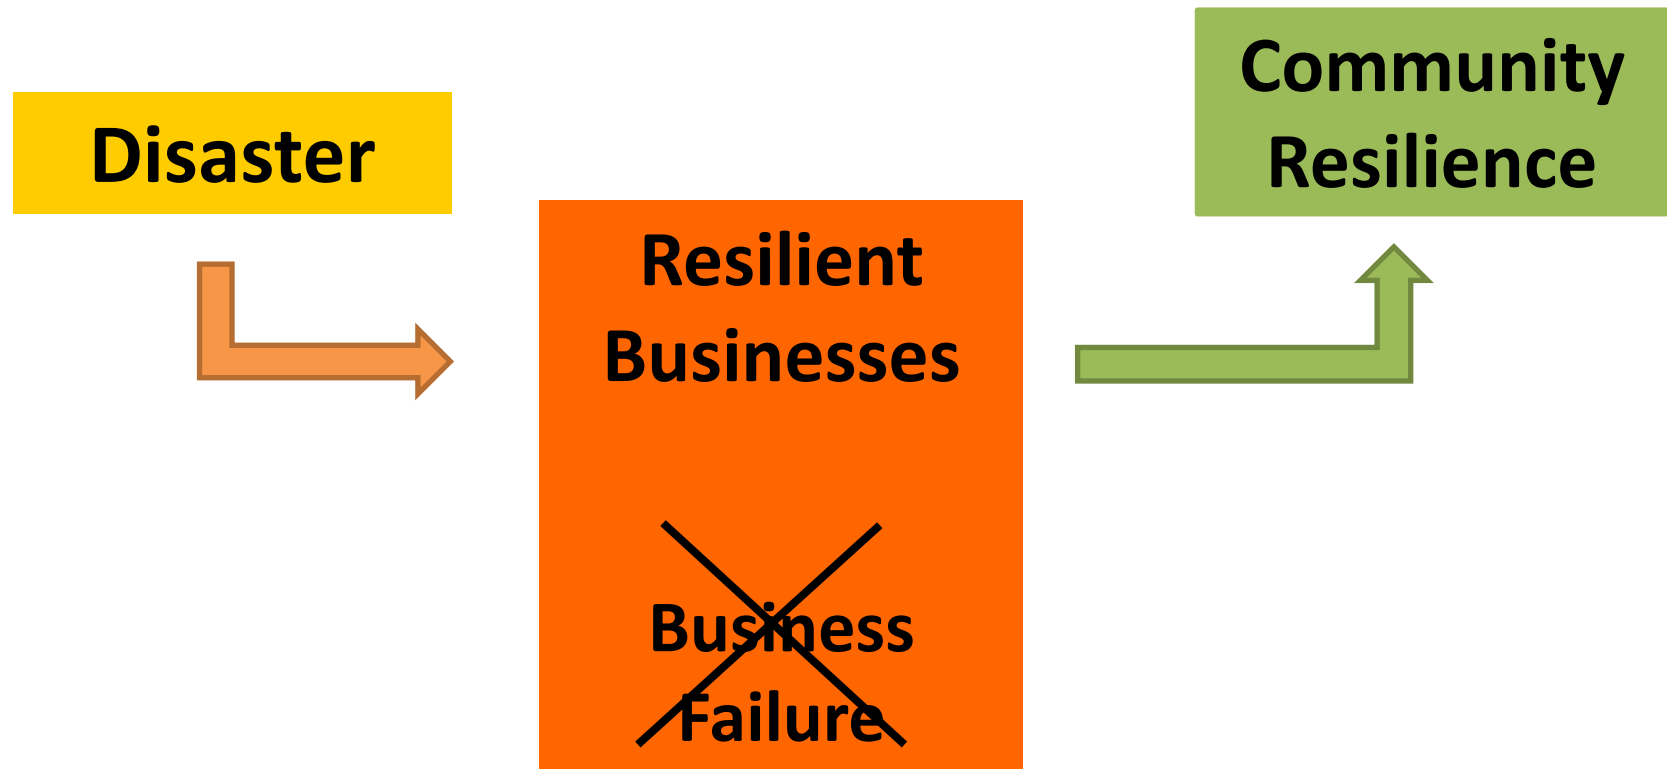 Disaster
Resilient
Businesses
Business
Failure
Community
Resilience